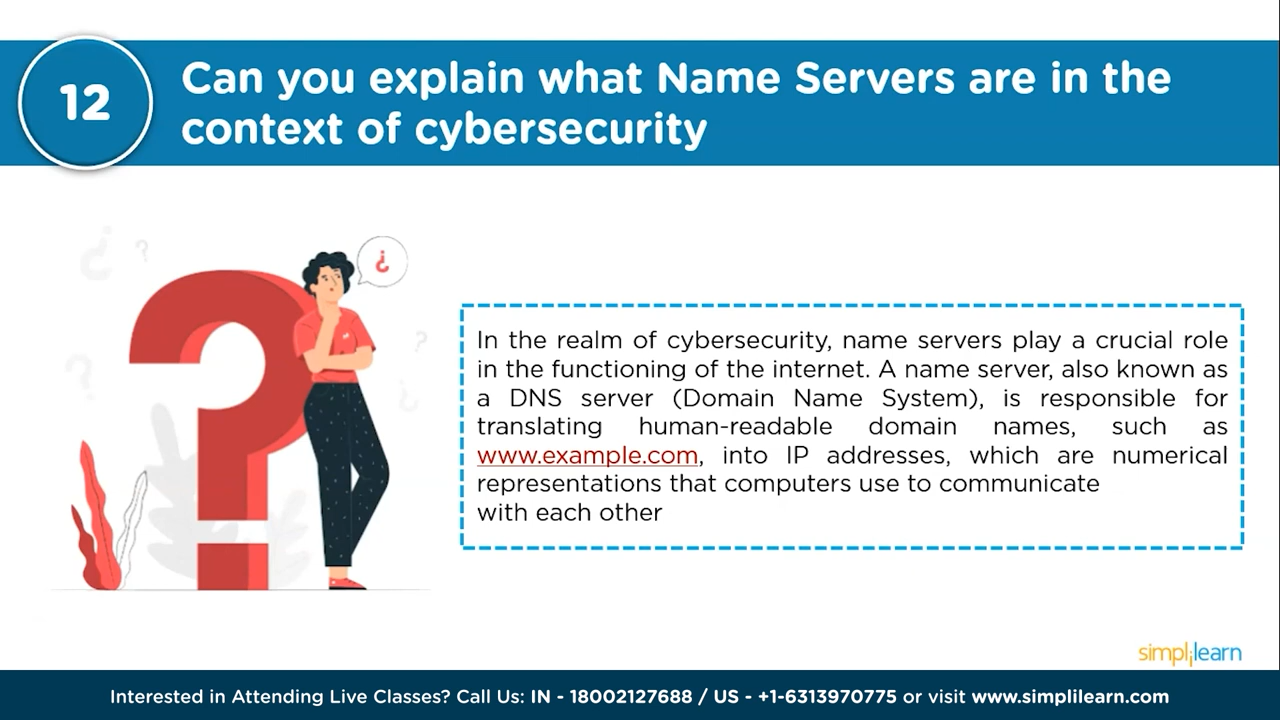 12
Can you explain what Name Servers are in the
context of cybersecurity
¿
?
¿
?
?
¿
In the realm of cybersecurity, name servers play a crucial role
in the functioning of the internet. A name server, also known as
a DNS server (Domain Name System), is responsible for
translating human-readable domain names, such as
www.example.com, into IP addresses, which are numerical
representations that computers use to communicate
with each other
simplilearn
Interested in Attending Live Classes? Call Us: IN - 18002127688 / US - +1-6313970775 or visit www.simplilearn.com